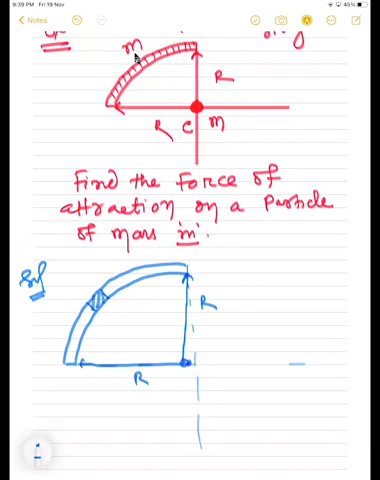 9:39 PM Fri 19 Nov
45%
Notes
m
R
R C m
Find the Force of
attraction on a Particle
of mass 'm'.
Sol
R
R